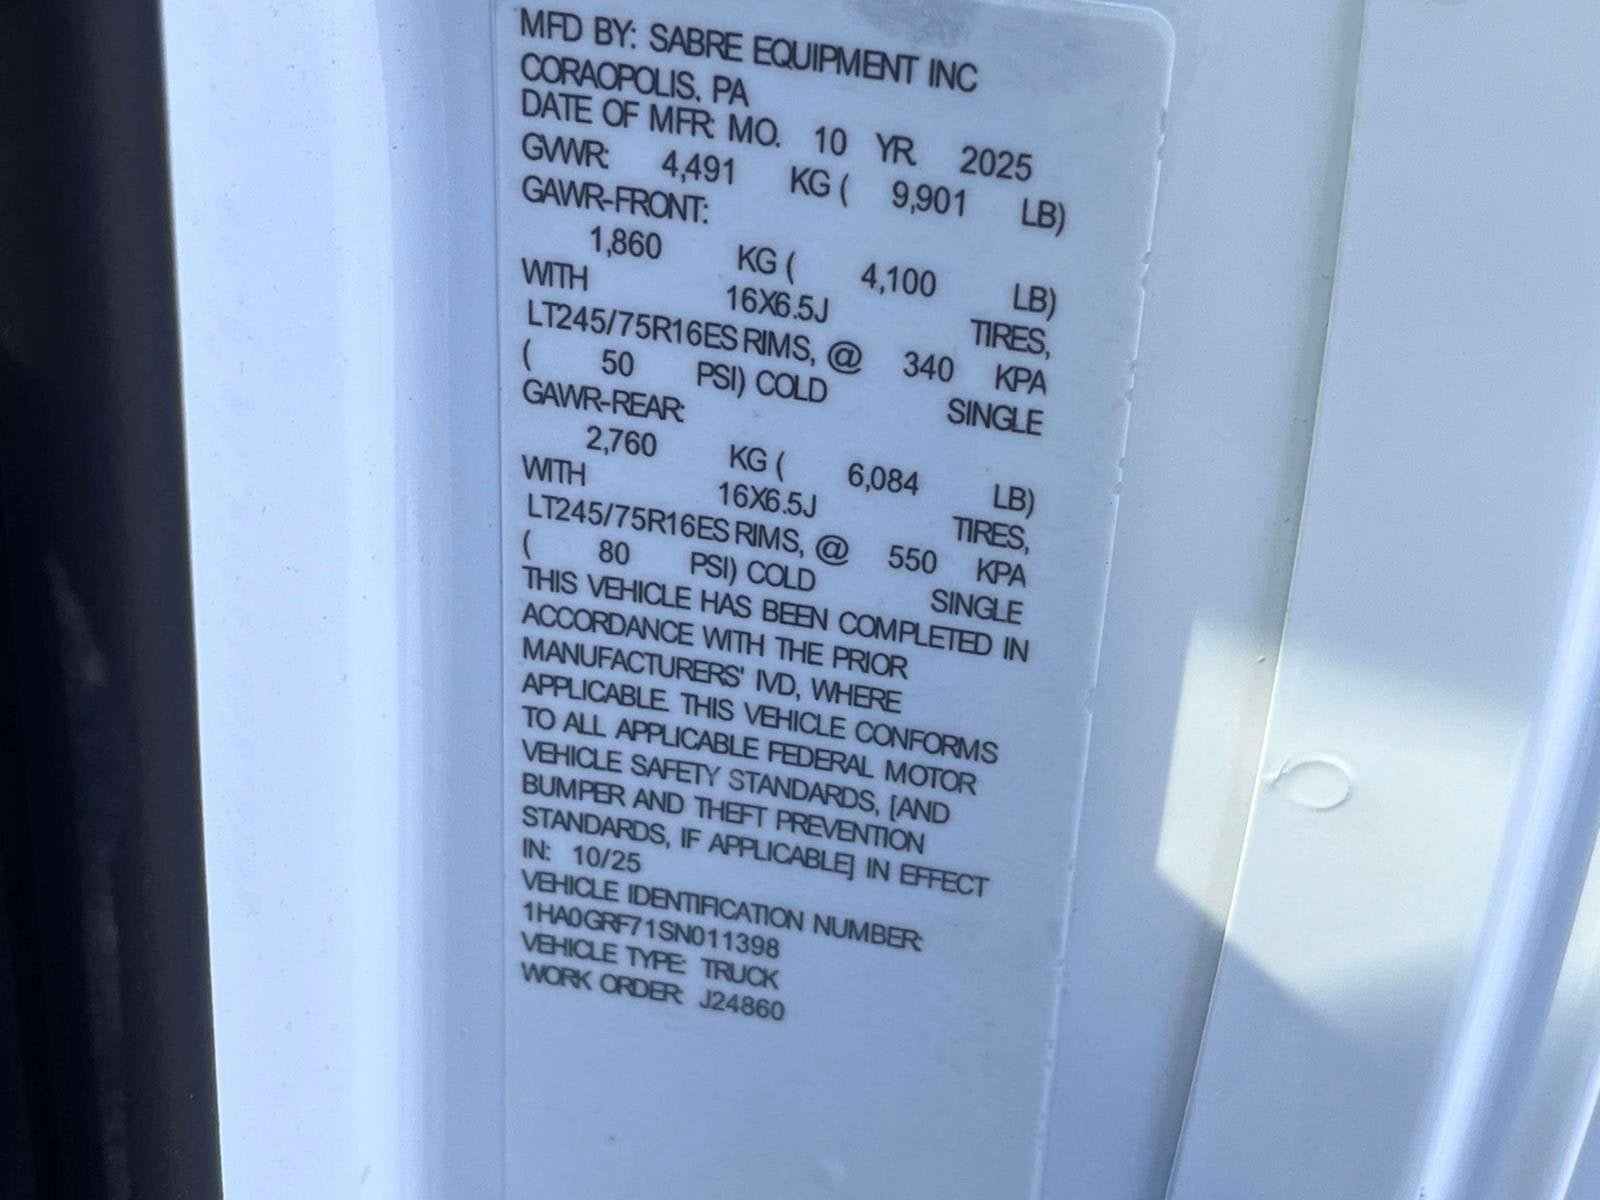 MFD BY: SABRE EQUIPMENT INC
CORAOPOLIS, PA
DATE OF MFR: MO. 10 YR. 2025
GVWR: 4,491 KG ( 9,901 LB)
GAWR-FRONT:
1,860 KG ( 4,100 LB)
WITH 16X6.5J TIRES,
LT245/75R16ES RIMS, @ 340 KPA
( 50 PSI) COLD SINGLE
GAWR-REAR:
2,760 KG ( 6,084 LB)
WITH 16X6.5J TIRES,
LT245/75R16ES RIMS, @ 550 KPA
( 80 PSI) COLD SINGLE
THIS VEHICLE HAS BEEN COMPLETED IN
ACCORDANCE WITH THE PRIOR
MANUFACTURERS' IVD, WHERE
APPLICABLE. THIS VEHICLE CONFORMS
TO ALL APPLICABLE FEDERAL MOTOR
VEHICLE SAFETY STANDARDS, [AND
BUMPER AND THEFT PREVENTION
STANDARDS, IF APPLICABLE] IN EFFECT
IN: 10/25
VEHICLE IDENTIFICATION NUMBER:
1HA0GRF71SN011398
VEHICLE TYPE: TRUCK
WORK ORDER: J24860